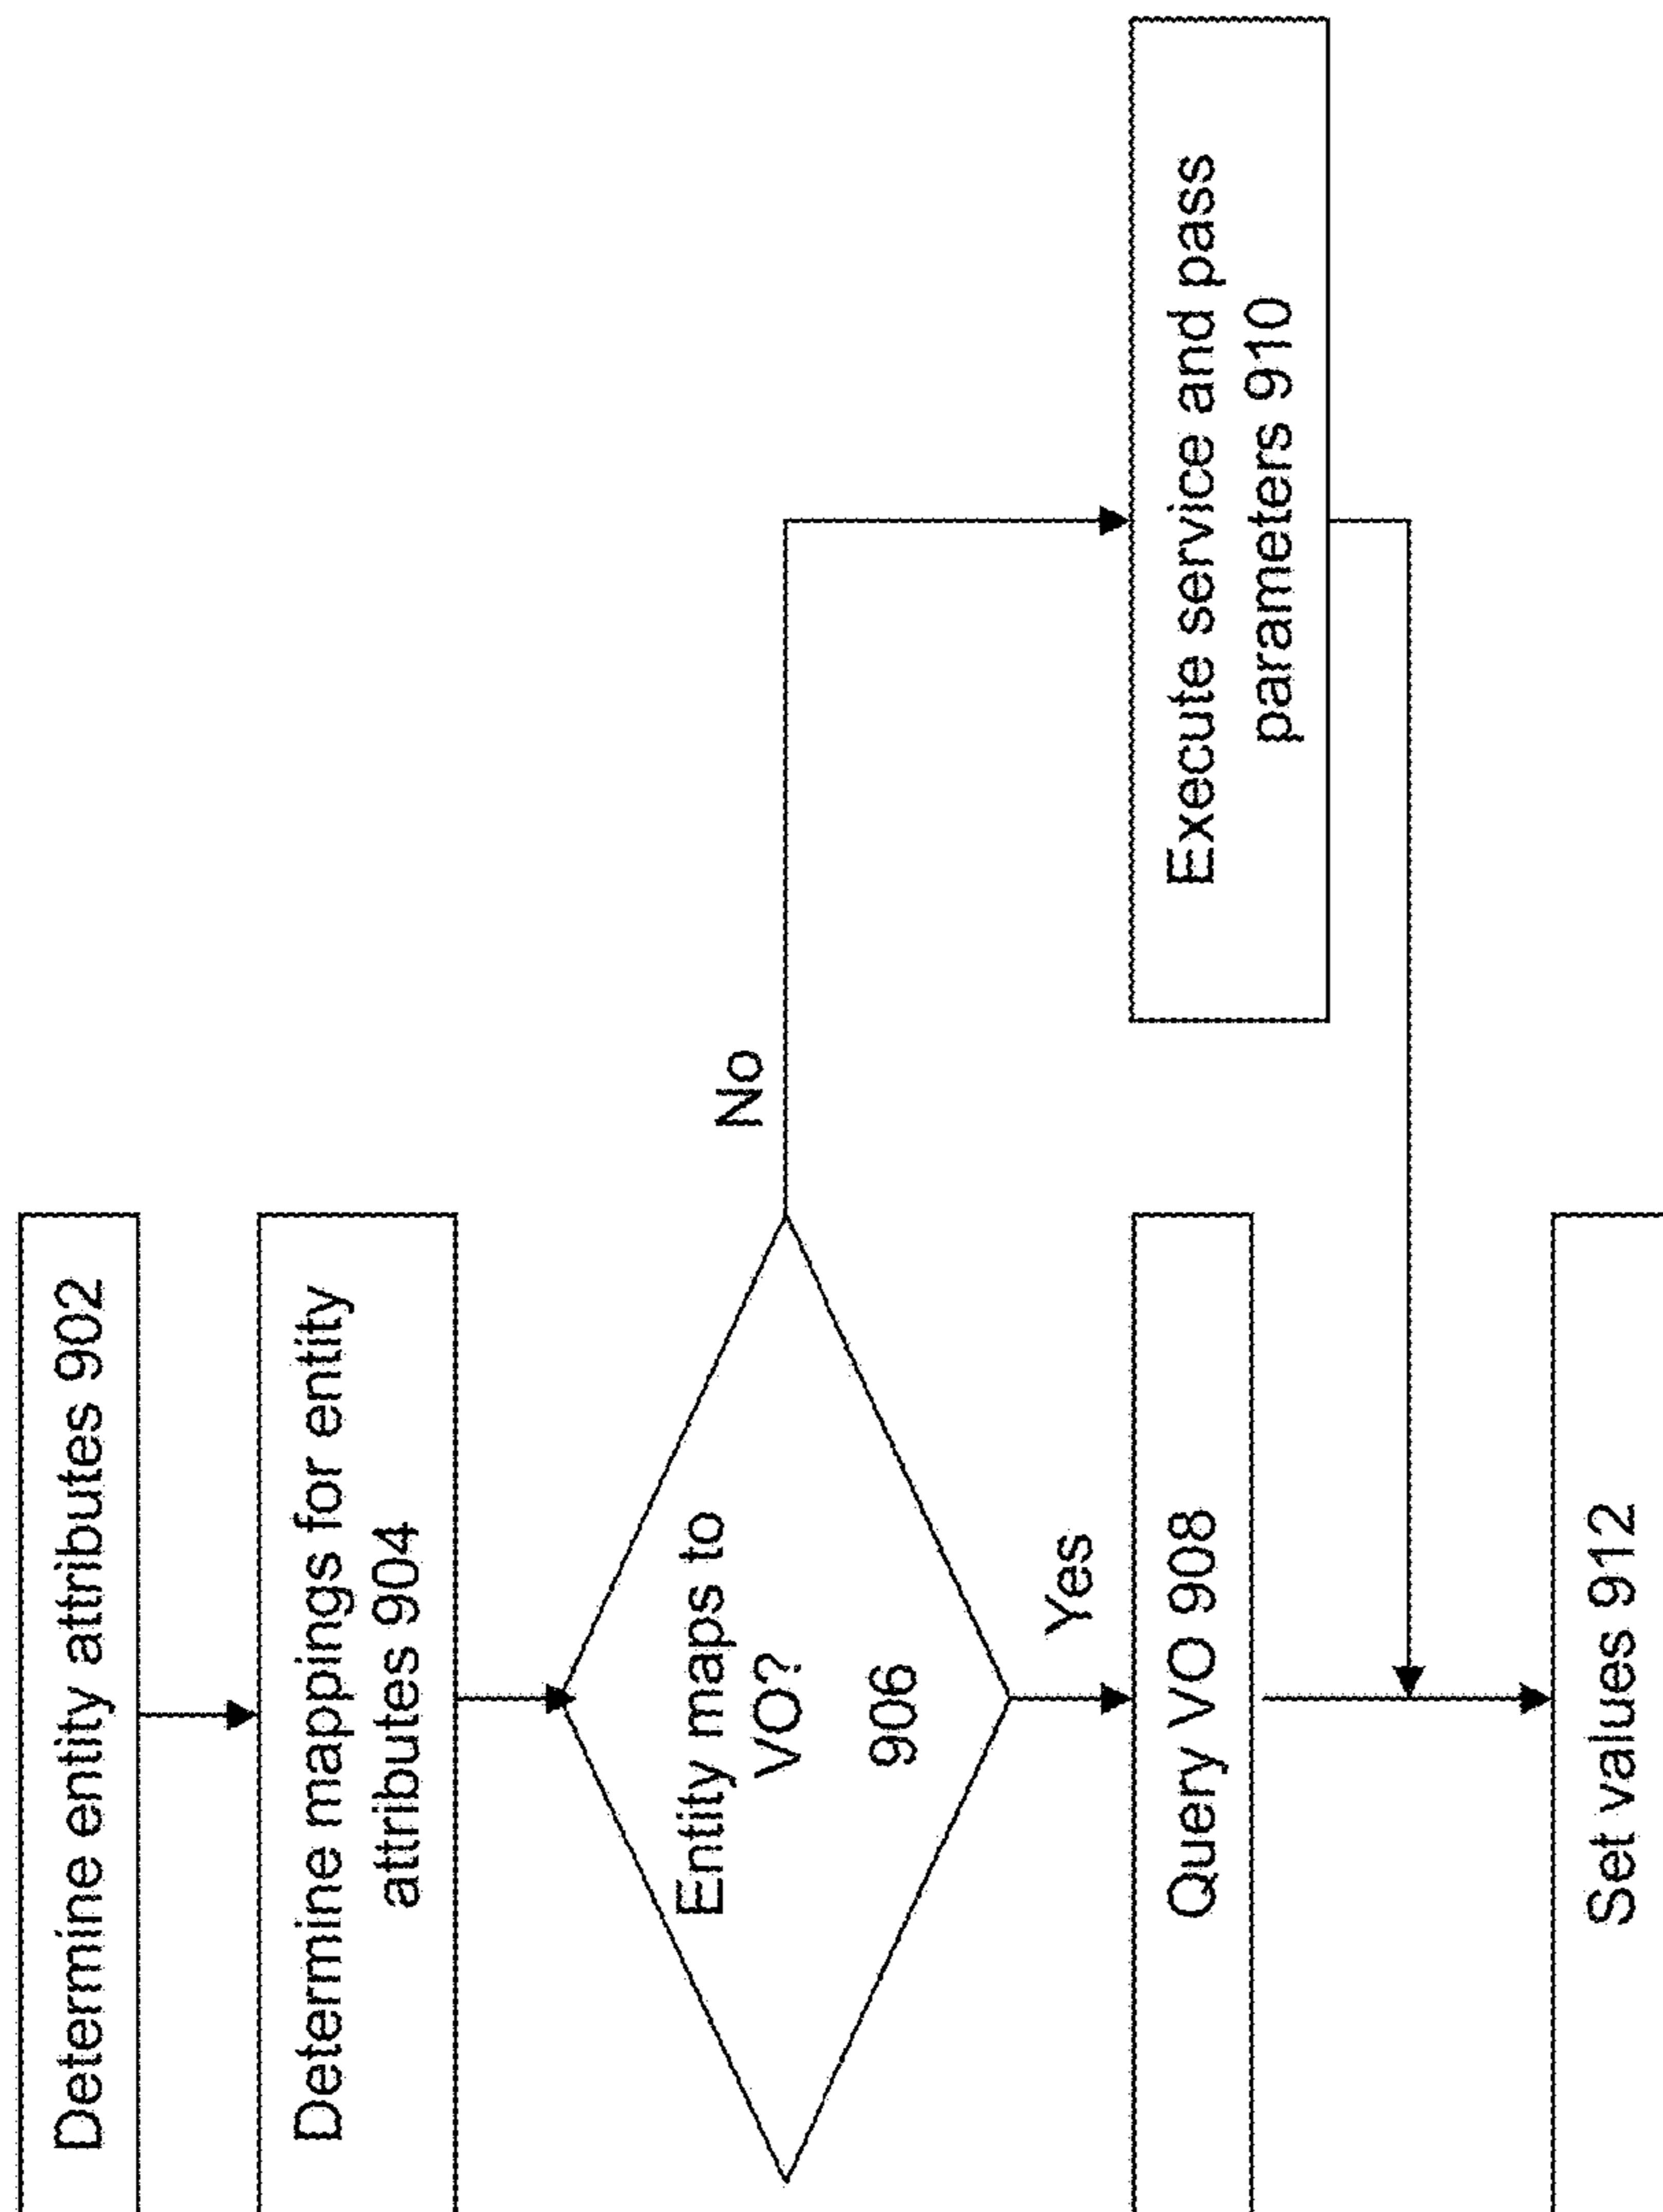 Determine entity attributes 902
Determine mappings for entity
attributes 904
Entity maps to
VO?
906
No
Yes
Query VO 908
Execute service and pass
parameters 910
Set values 912